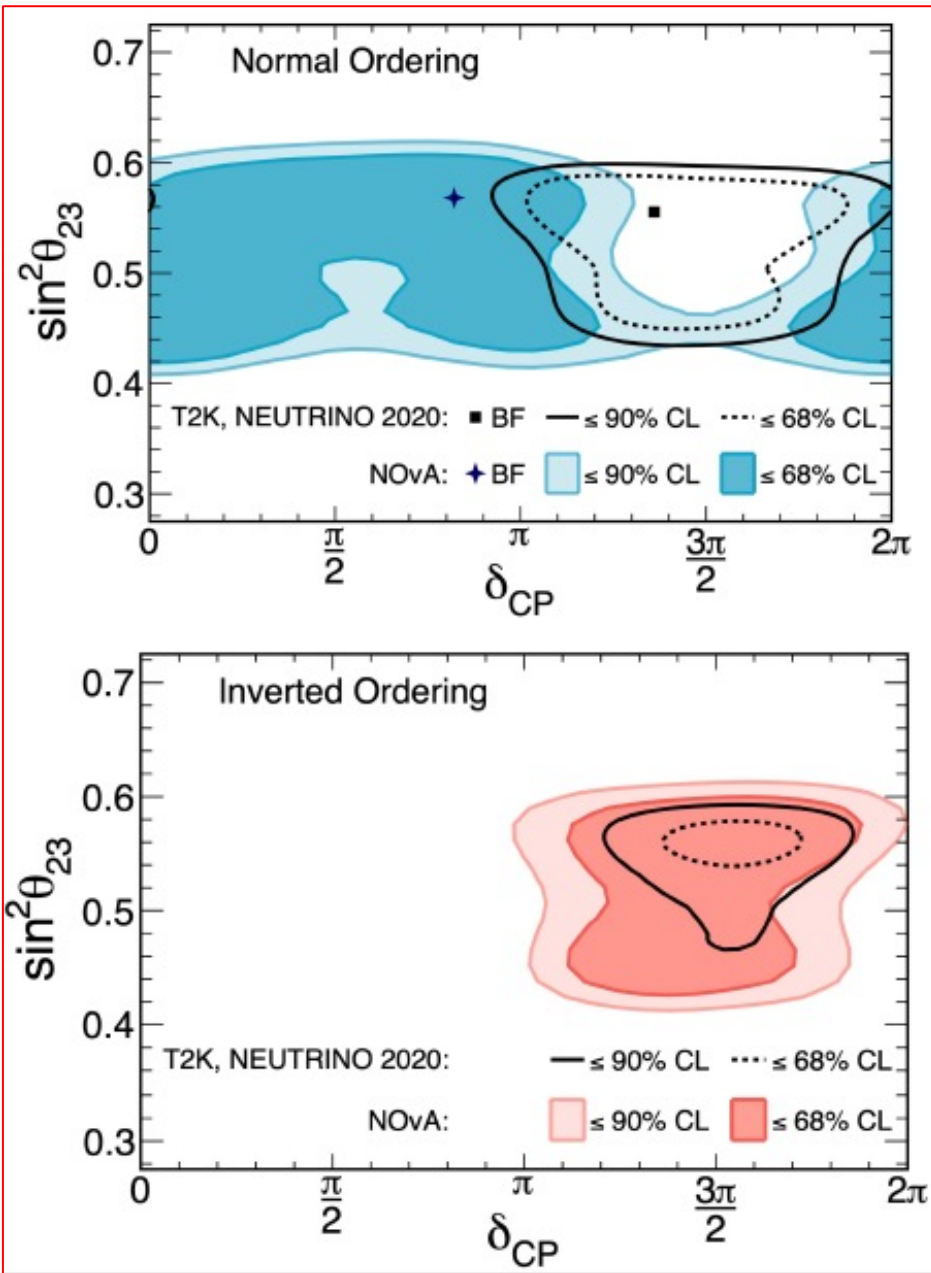 Normal Ordering
0.7
0.6
0.5
0.4
0.3
sin²θ₂₃
T2K, NEUTRINO 2020: BF ≤ 90% CL ≤ 68% CL
NOvA: BF ≤ 90% CL ≤ 68% CL
0 π/2 π 3π/2 2π
δCP
Inverted Ordering
0.7
0.6
0.5
0.4
0.3
sin²θ₂₃
T2K, NEUTRINO 2020: ≤ 90% CL ≤ 68% CL
NOvA: ≤ 90% CL ≤ 68% CL
0 π/2 π 3π/2 2π
δCP